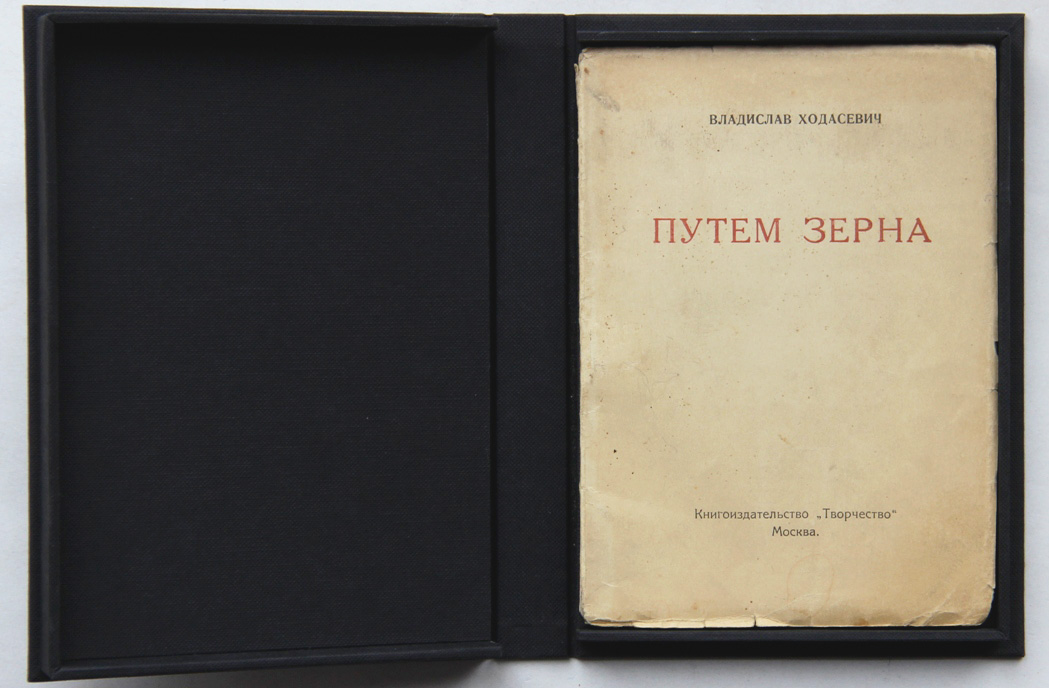 ВЛАДИСЛАВ ХОДАСЕВИЧ
ПУТЕМ ЗЕРНА
Книгоиздательство „Творчество“
Москва.